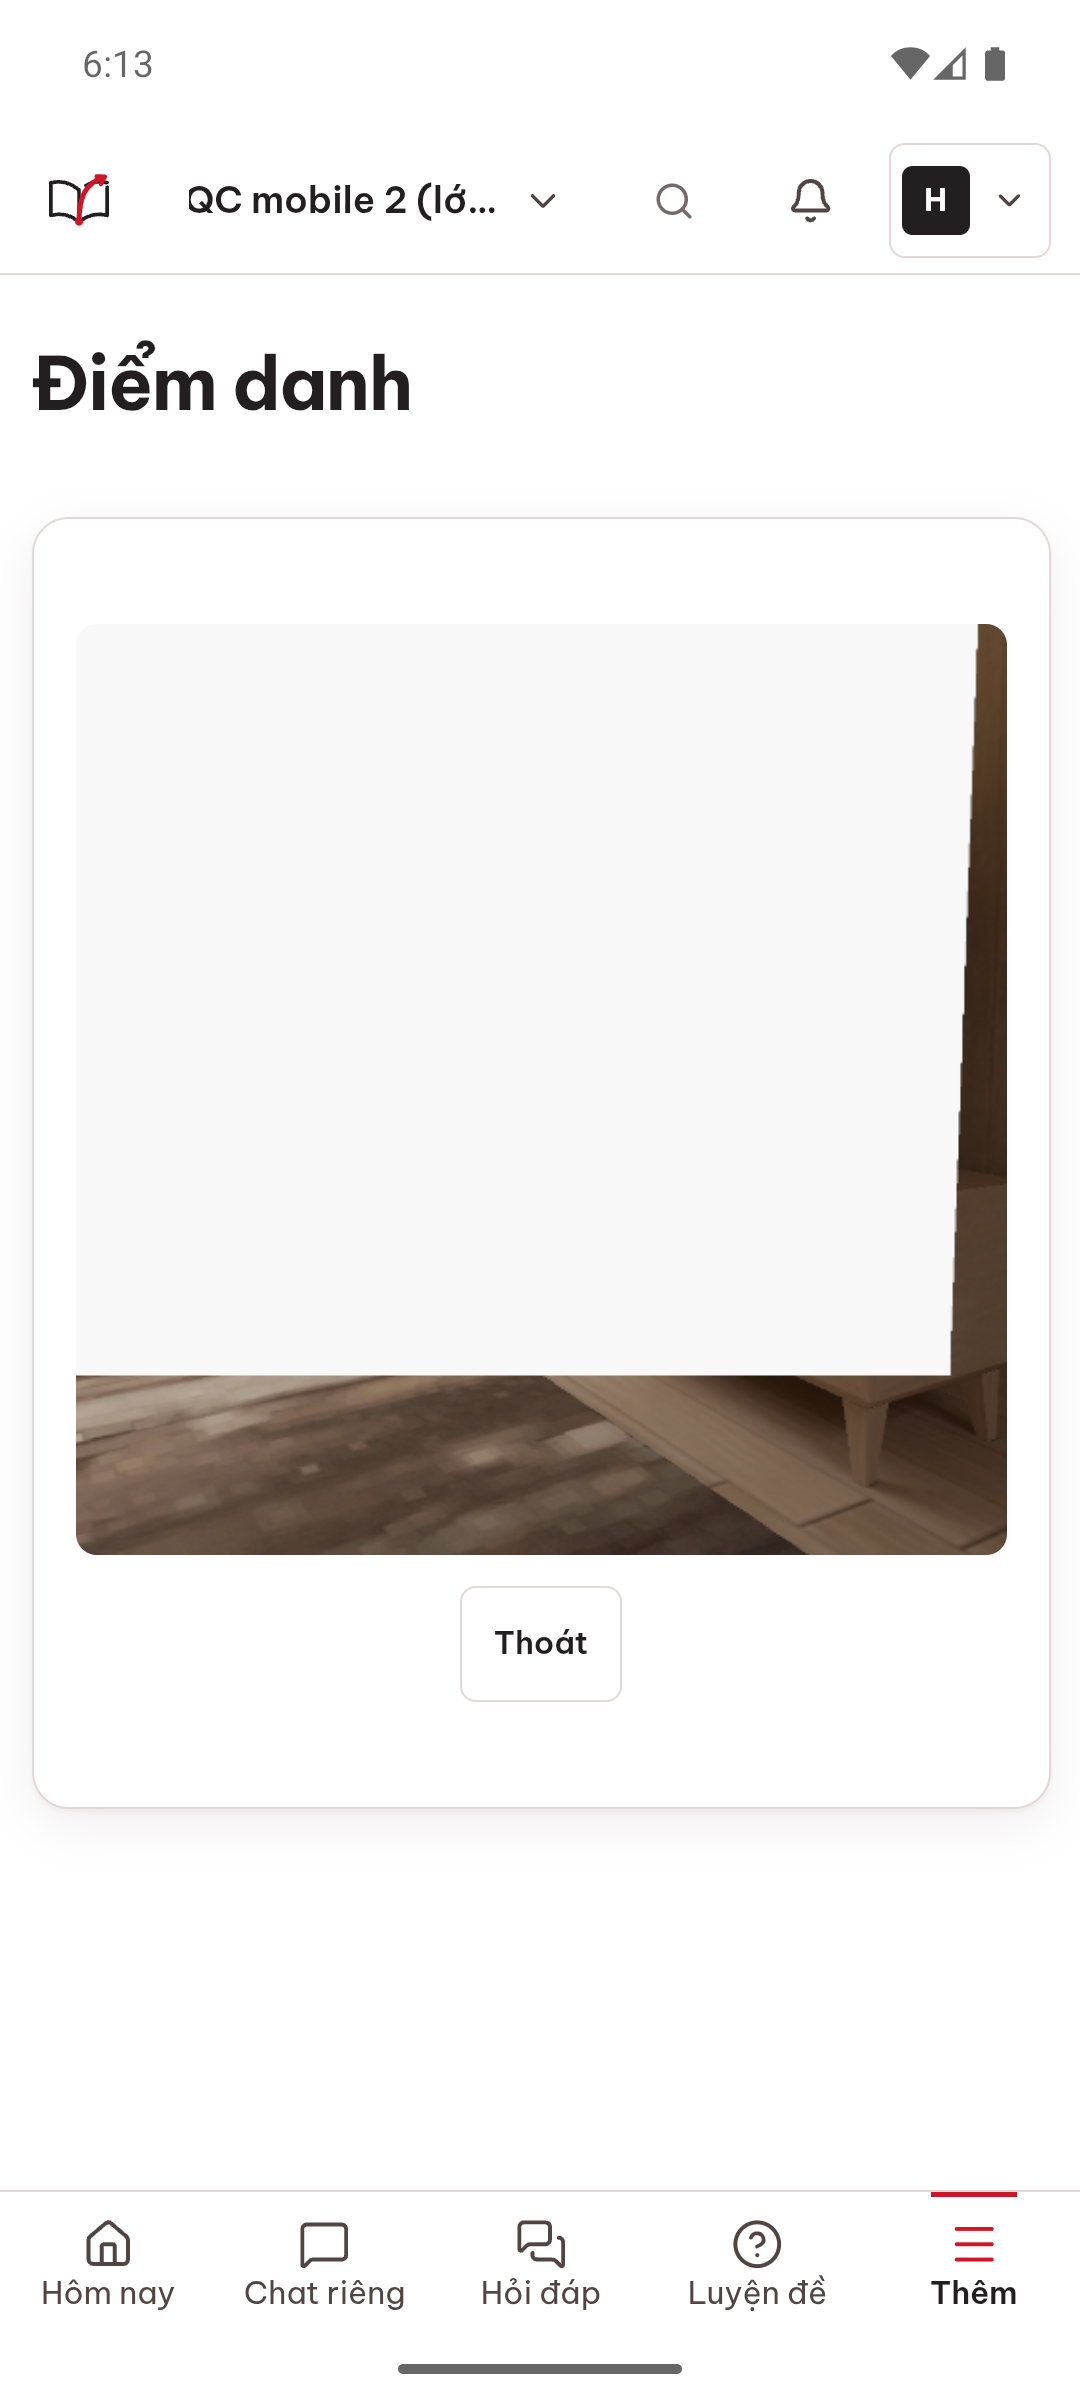 6:13
QC mobile 2 (lớ...
H
Điểm danh
Thoát
Hôm nay
Chat riêng
Hỏi đáp
Luyện đề
Thêm